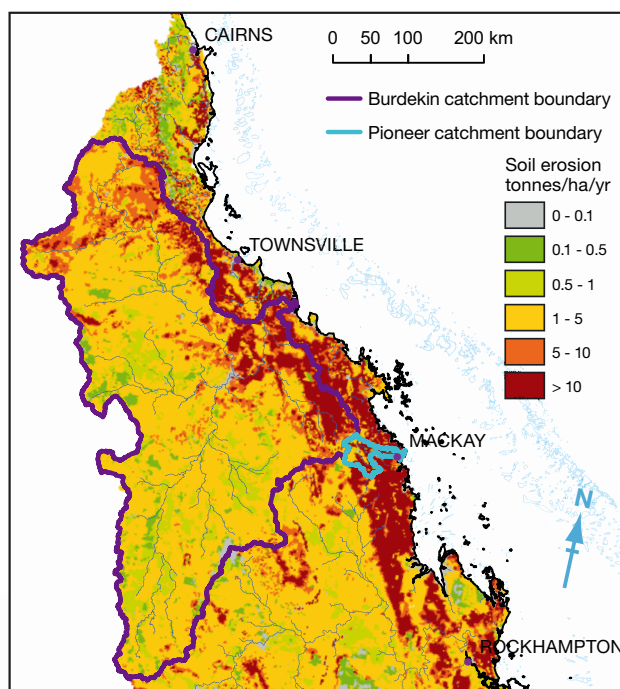 CAIRNS
0 50 100 200 km
Burdekin catchment boundary
Pioneer catchment boundary
Soil erosion
tonnes/ha/yr
0 - 0.1
0.1 - 0.5
0.5 - 1
1 - 5
5 - 10
> 10
TOWNSVILLE
MACKAY
N
ROCKHAMPTON